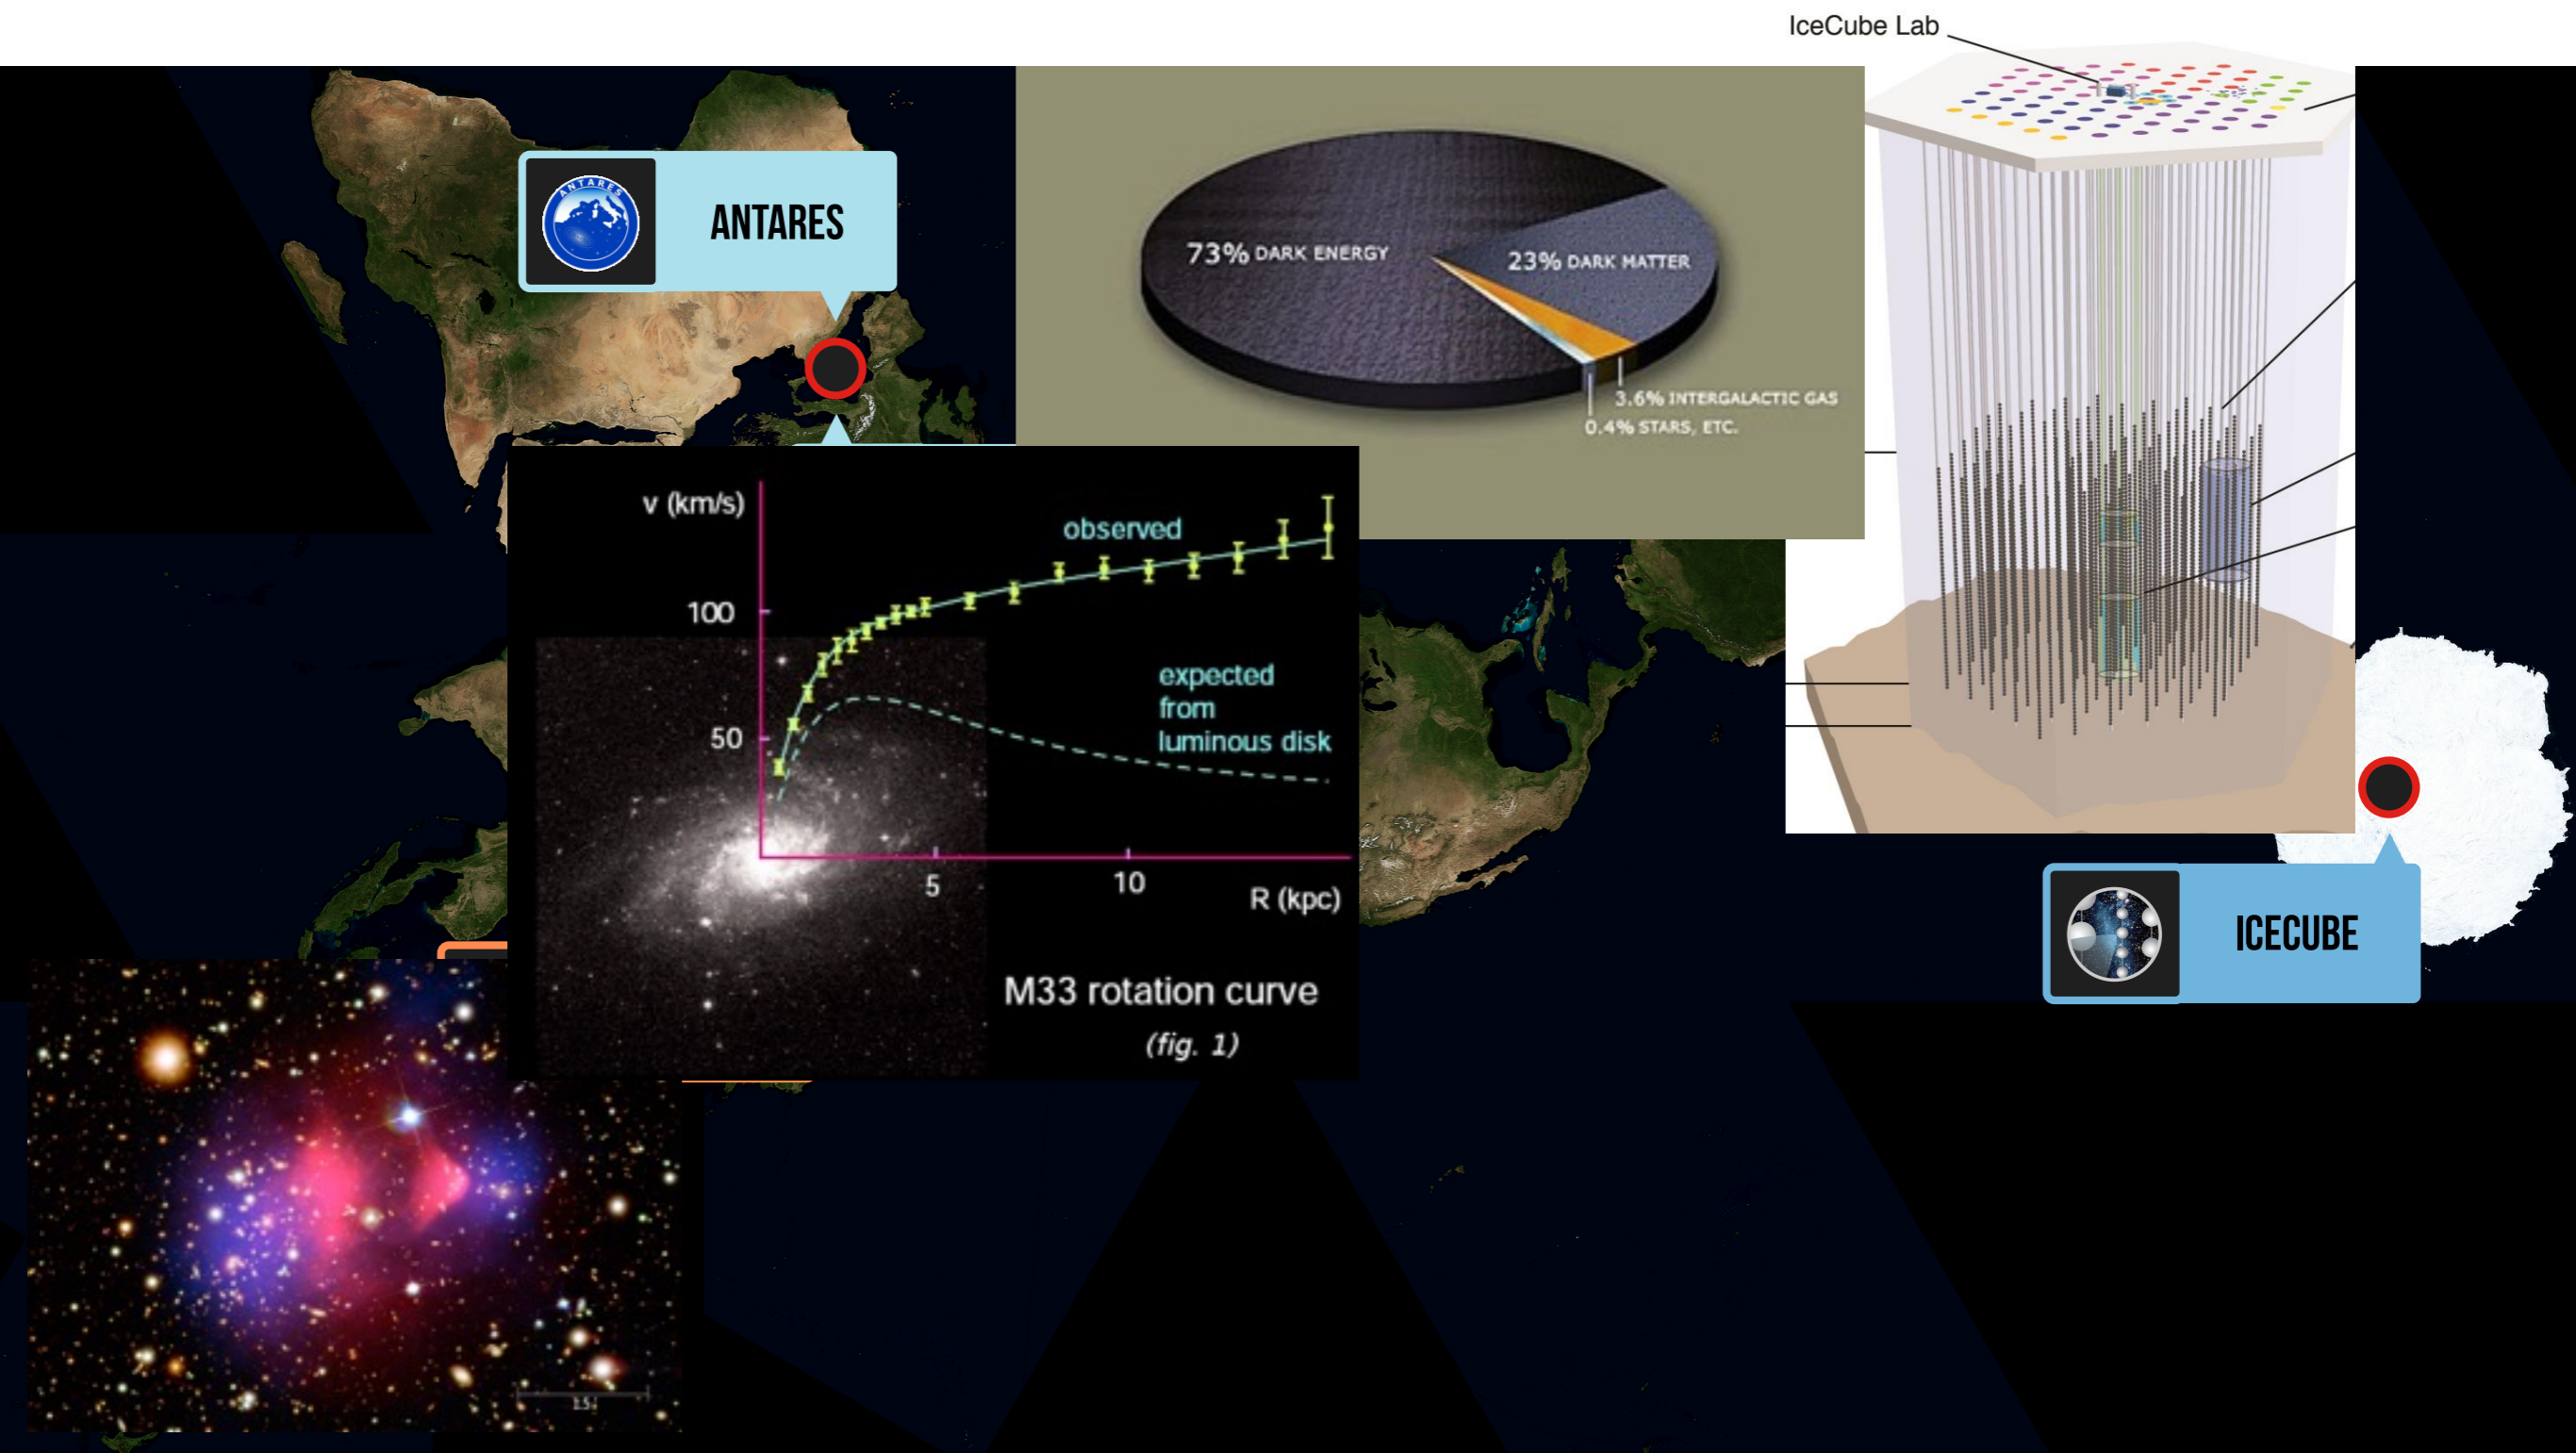 IceCube Lab
ANTARES
ANTARES
73% DARK ENERGY
23% DARK MATTER
3.6% INTERGALACTIC GAS
0.4% STARS, ETC.
v (km/s)
observed
100
expected
from
luminous disk
50
5
10
R (kpc)
M33 rotation curve
(fig. 1)
ICECUBE